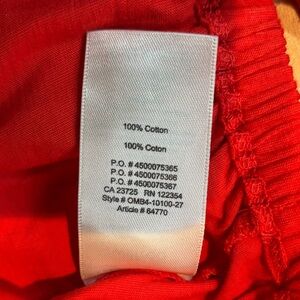 100% Cotton
100% Coton
P.O. # 4500075365
P.O. # 4500075366
P.O. # 4500075367
CA 23725 RN 122354
Style # OMB4-10100-27
Article # 64770